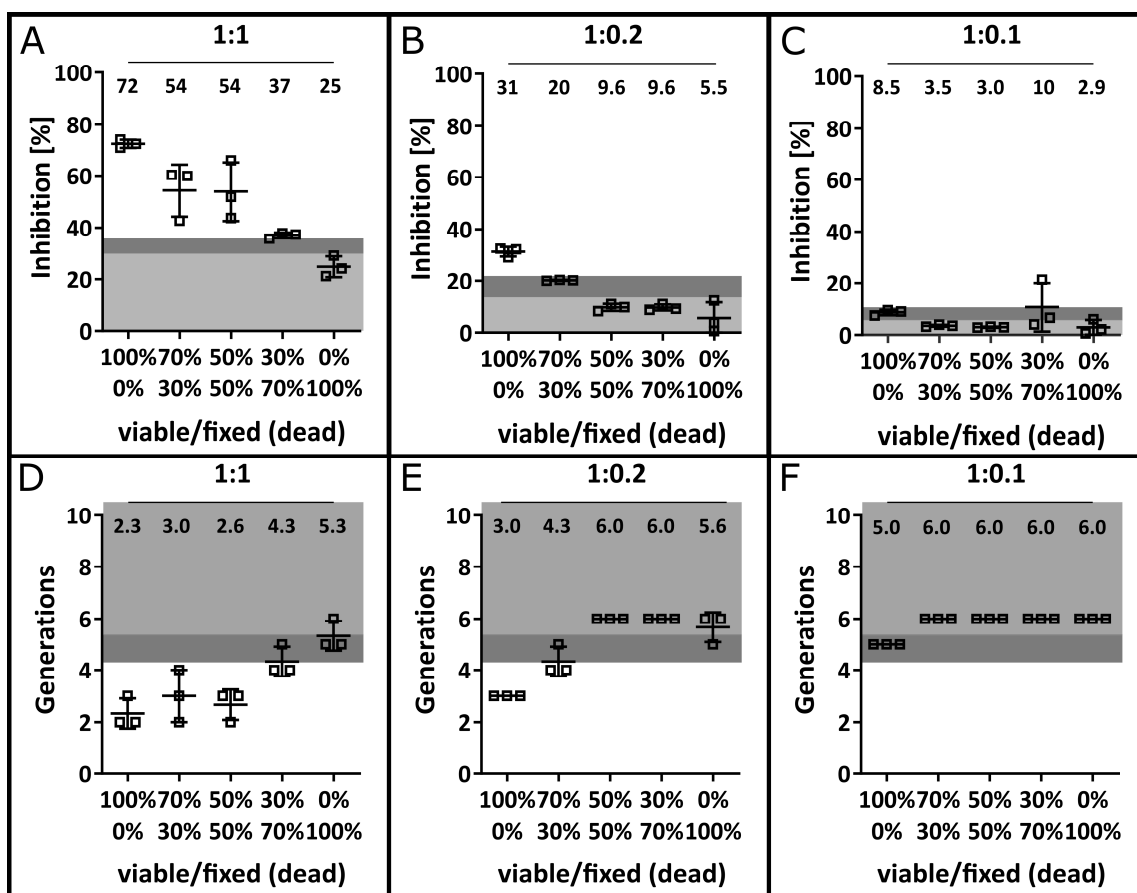 A
1:1
72 54 54 37 25
100
80
60
40
20
0
Inhibition [%]
100% 70% 50% 30% 0%
0% 30% 50% 70% 100%
viable/fixed (dead)
B
1:0.2
31 20 9.6 9.6 5.5
100
80
60
40
20
0
Inhibition [%]
100% 70% 50% 30% 0%
0% 30% 50% 70% 100%
viable/fixed (dead)
C
1:0.1
8.5 3.5 3.0 10 2.9
100
80
60
40
20
0
Inhibition [%]
100% 70% 50% 30% 0%
0% 30% 50% 70% 100%
viable/fixed (dead)
D
1:1
2.3 3.0 2.6 4.3 5.3
10
8
6
4
2
0
Generations
100% 70% 50% 30% 0%
0% 30% 50% 70% 100%
viable/fixed (dead)
E
1:0.2
3.0 4.3 6.0 6.0 5.6
10
8
6
4
2
0
Generations
100% 70% 50% 30% 0%
0% 30% 50% 70% 100%
viable/fixed (dead)
F
1:0.1
5.0 6.0 6.0 6.0 6.0
10
8
6
4
2
0
Generations
100% 70% 50% 30% 0%
0% 30% 50% 70% 100%
viable/fixed (dead)